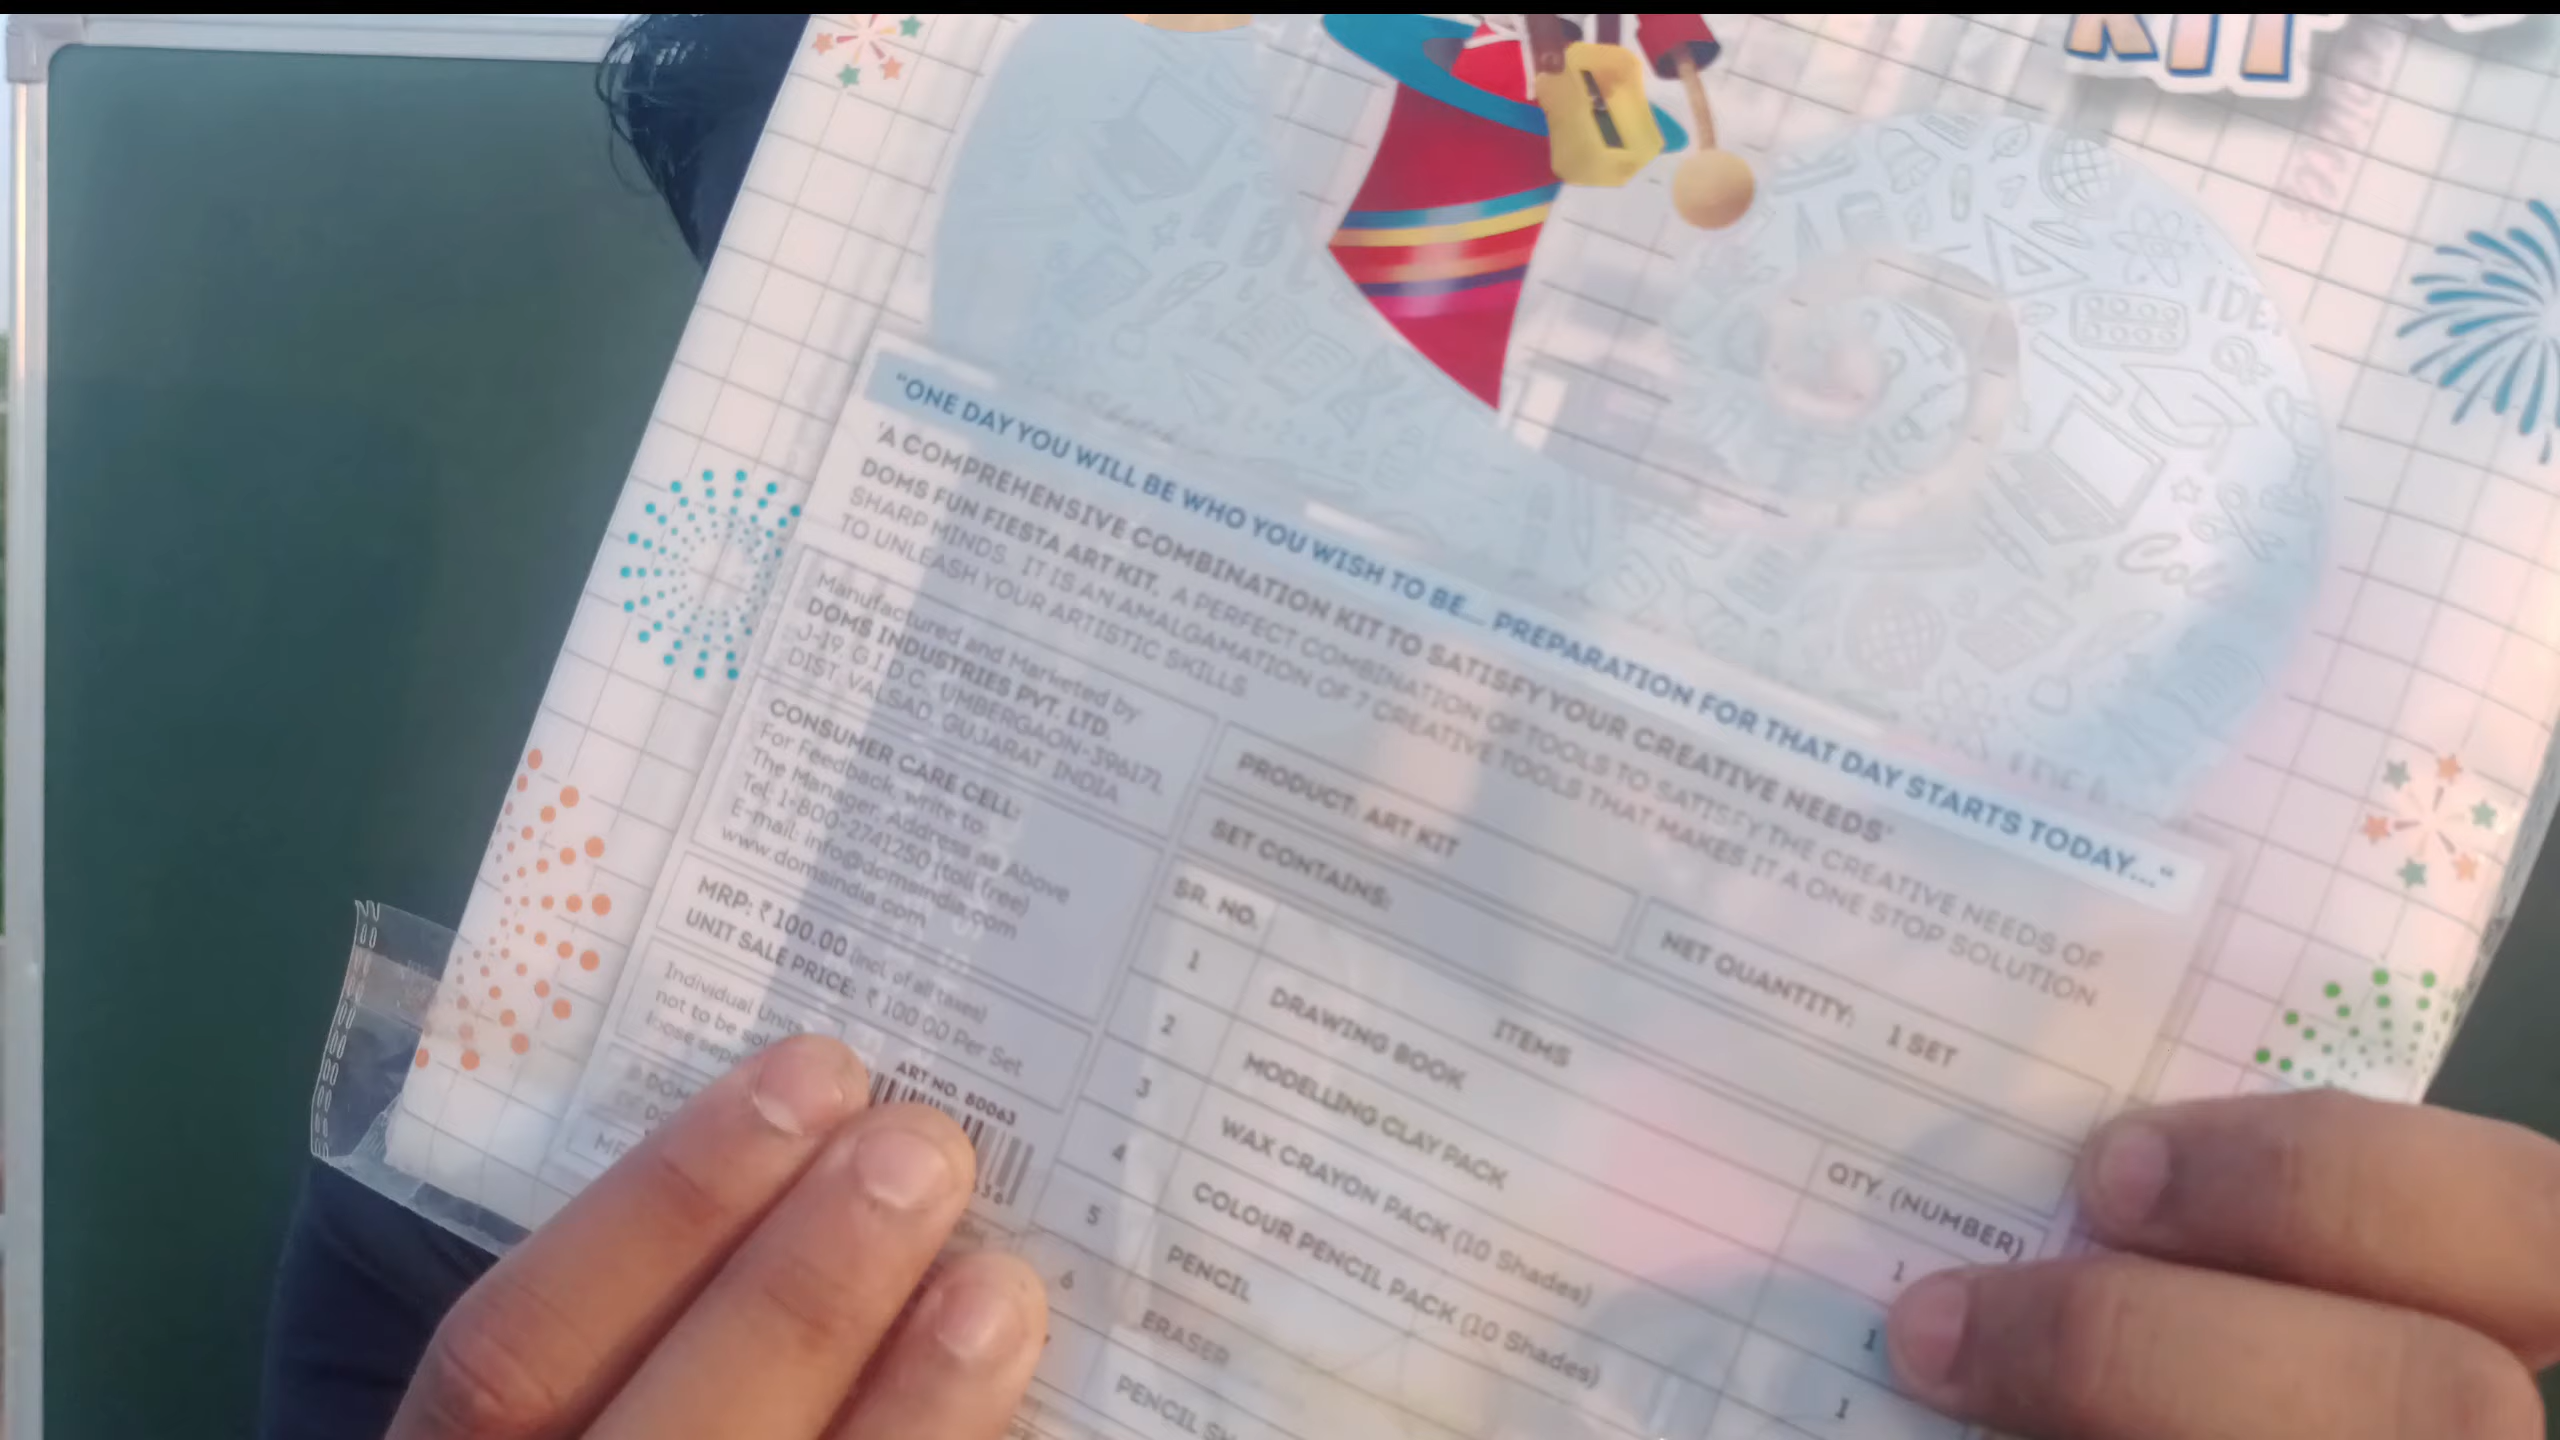 KIT
IDE
"ONE DAY YOU WILL BE WHO YOU WISH TO BE... PREPARATION FOR THAT DAY STARTS TODAY..."
'A COMPREHENSIVE COMBINATION KIT TO SATISFY YOUR CREATIVE NEEDS'
DOMS FUN FIESTA ART KIT, A PERFECT COMBINATION OF TOOLS TO SATISFY THE CREATIVE NEEDS OF
SHARP MINDS. IT IS AN AMALGAMATION OF 7 CREATIVE TOOLS THAT MAKES IT A ONE STOP SOLUTION
TO UNLEASH YOUR ARTISTIC SKILLS
Manufactured and Marketed by
DOMS INDUSTRIES PVT. LTD.
J-19, G.I.D.C. UMBERGAON-396171,
DIST. VALSAD, GUJARAT, INDIA
CONSUMER CARE CELL:
For Feedback, write to:
The Manager, Address as Above
Tel: 1-800-2741250 (toll free)
E-mail: info@domsindia.com
www.domsindia.com
MRP: ₹ 100.00 (incl. of all taxes)
UNIT SALE PRICE: ₹ 100.00 Per Set
Individual Units
not to be sol
loose sepa
ART NO. 80063
PRODUCT: ART KIT
NET QUANTITY: 1 SET
SET CONTAINS:
SR. NO. ITEMS QTY. (NUMBER)
1 DRAWING BOOK 1
2 MODELLING CLAY PACK 1
3 WAX CRAYON PACK (10 Shades) 1
4 COLOUR PENCIL PACK (10 Shades)
5 PENCIL
6 ERASER
PENCIL SH